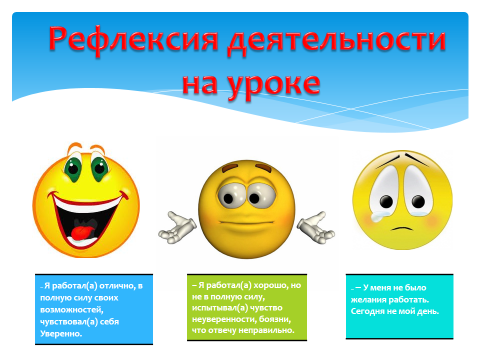 Рефлексия деятельности
на уроке
- Я работал(а) отлично, в
полную силу своих
возможностей,
чувствовал(а) себя
Уверенно.
– Я работал(а) хорошо, но
не в полную силу,
испытывал(а) чувство
неуверенности, боязни,
что отвечу неправильно.
- – У меня не было
желания работать.
Сегодня не мой день.